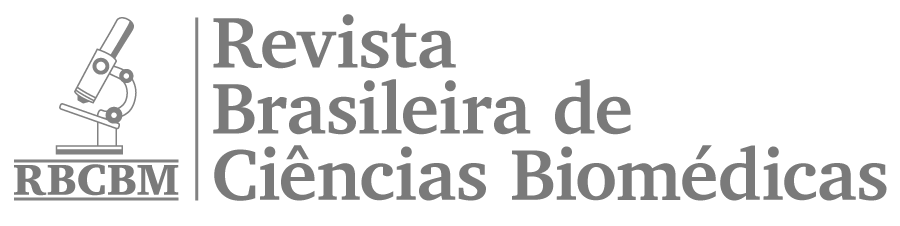 RBCBM
Revista
Brasileira de
Ciências Biomédicas